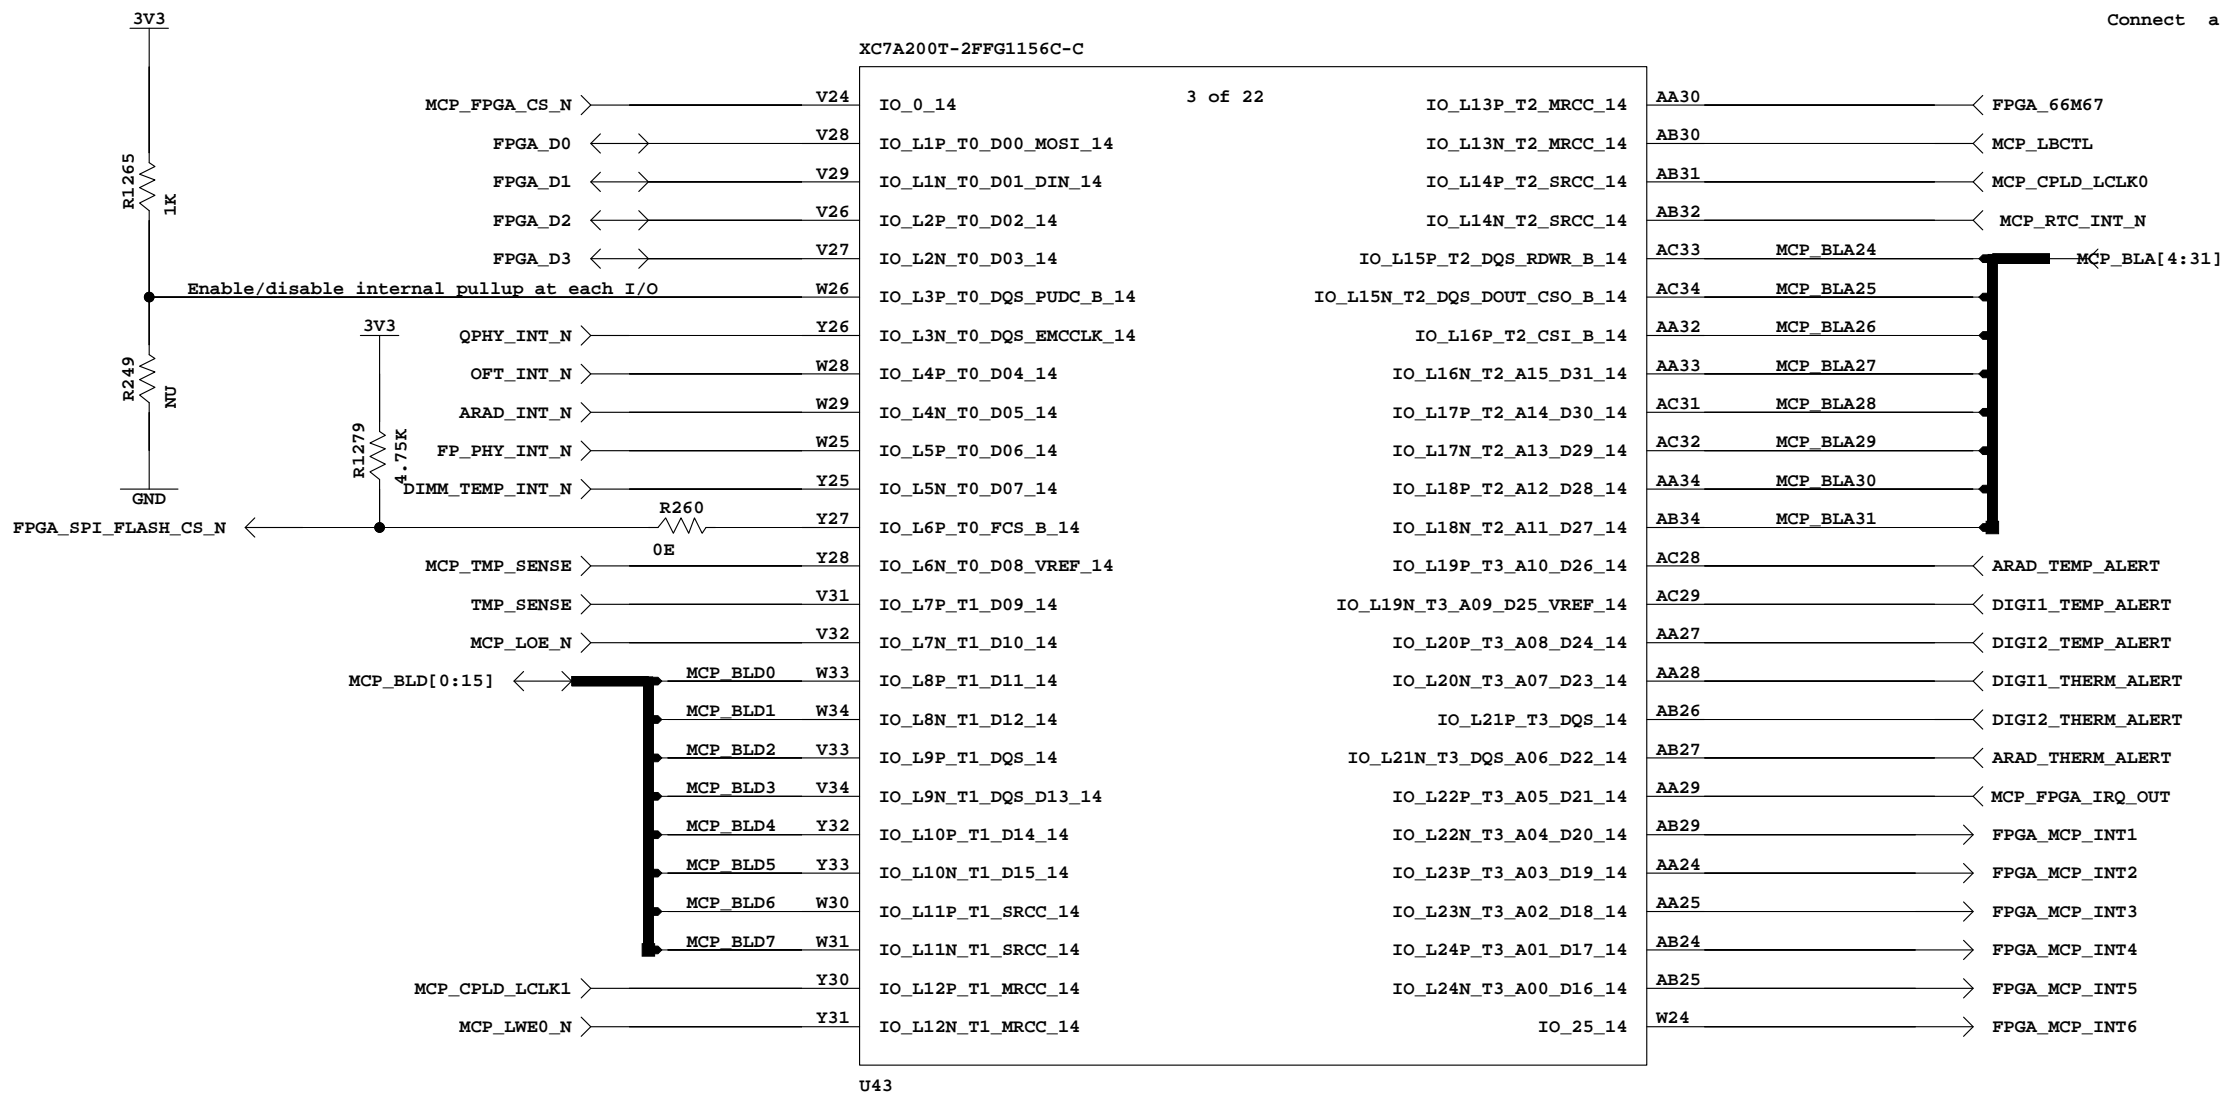 3V3
Connect a
XC7A200T-2FFG1156C-C
3 of 22
MCP_FPGA_CS_N V24 IO_0_14 IO_L13P_T2_MRCC_14 AA30 FPGA_66M67
FPGA_D0 V28 IO_L1P_T0_D00_MOSI_14 IO_L13N_T2_MRCC_14 AB30 MCP_LBCTL
FPGA_D1 V29 IO_L1N_T0_D01_DIN_14 IO_L14P_T2_SRCC_14 AB31 MCP_CPLD_LCLK0
R1265 1K
FPGA_D2 V26 IO_L2P_T0_D02_14 IO_L14N_T2_SRCC_14 AB32 MCP_RTC_INT_N
FPGA_D3 V27 IO_L2N_T0_D03_14 IO_L15P_T2_DQS_RDWR_B_14 AC33 MCP_BLA24 MCP_BLA[4:31]
Enable/disable internal pullup at each I/O W26 IO_L3P_T0_DQS_PUDC_B_14 IO_L15N_T2_DQS_DOUT_CSO_B_14 AC34 MCP_BLA25
3V3
QPHY_INT_N Y26 IO_L3N_T0_DQS_EMCCLK_14 IO_L16P_T2_CSI_B_14 AA32 MCP_BLA26
R249 NU
OFT_INT_N W28 IO_L4P_T0_D04_14 IO_L16N_T2_A15_D31_14 AA33 MCP_BLA27
ARAD_INT_N W29 IO_L4N_T0_D05_14 IO_L17P_T2_A14_D30_14 AC31 MCP_BLA28
R1279 4.75K
FP_PHY_INT_N W25 IO_L5P_T0_D06_14 IO_L17N_T2_A13_D29_14 AC32 MCP_BLA29
GND
DIMM_TEMP_INT_N Y25 IO_L5N_T0_D07_14 IO_L18P_T2_A12_D28_14 AA34 MCP_BLA30
FPGA_SPI_FLASH_CS_N R260 0E Y27 IO_L6P_T0_FCS_B_14 IO_L18N_T2_A11_D27_14 AB34 MCP_BLA31
MCP_TMP_SENSE Y28 IO_L6N_T0_D08_VREF_14 IO_L19P_T3_A10_D26_14 AC28 ARAD_TEMP_ALERT
TMP_SENSE V31 IO_L7P_T1_D09_14 IO_L19N_T3_A09_D25_VREF_14 AC29 DIGI1_TEMP_ALERT
MCP_LOE_N V32 IO_L7N_T1_D10_14 IO_L20P_T3_A08_D24_14 AA27 DIGI2_TEMP_ALERT
MCP_BLD[0:15] MCP_BLD0 W33 IO_L8P_T1_D11_14 IO_L20N_T3_A07_D23_14 AA28 DIGI1_THERM_ALERT
MCP_BLD1 W34 IO_L8N_T1_D12_14 IO_L21P_T3_DQS_14 AB26 DIGI2_THERM_ALERT
MCP_BLD2 V33 IO_L9P_T1_DQS_14 IO_L21N_T3_DQS_A06_D22_14 AB27 ARAD_THERM_ALERT
MCP_BLD3 V34 IO_L9N_T1_DQS_D13_14 IO_L22P_T3_A05_D21_14 AA29 MCP_FPGA_IRQ_OUT
MCP_BLD4 Y32 IO_L10P_T1_D14_14 IO_L22N_T3_A04_D20_14 AB29 FPGA_MCP_INT1
MCP_BLD5 Y33 IO_L10N_T1_D15_14 IO_L23P_T3_A03_D19_14 AA24 FPGA_MCP_INT2
MCP_BLD6 W30 IO_L11P_T1_SRCC_14 IO_L23N_T3_A02_D18_14 AA25 FPGA_MCP_INT3
MCP_BLD7 W31 IO_L11N_T1_SRCC_14 IO_L24P_T3_A01_D17_14 AB24 FPGA_MCP_INT4
MCP_CPLD_LCLK1 Y30 IO_L12P_T1_MRCC_14 IO_L24N_T3_A00_D16_14 AB25 FPGA_MCP_INT5
MCP_LWE0_N Y31 IO_L12N_T1_MRCC_14 IO_25_14 W24 FPGA_MCP_INT6
U43